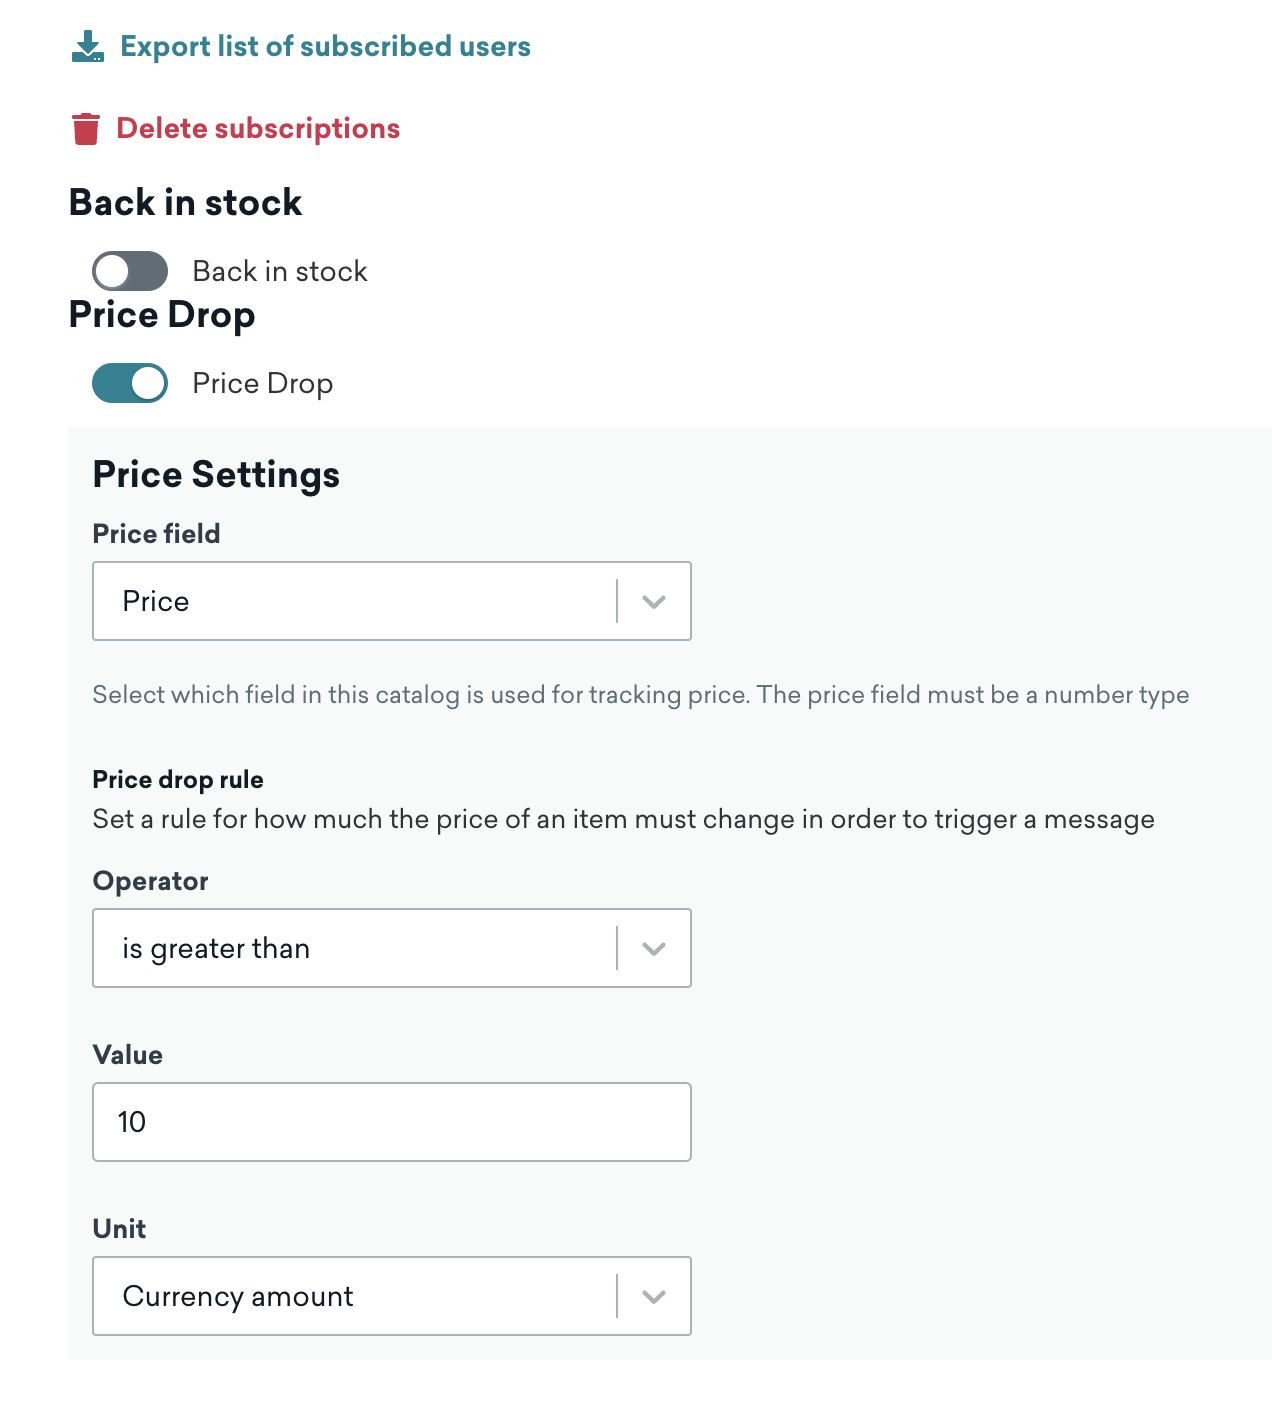 Export list of subscribed users
Delete subscriptions
Back in stock
Back in stock
Price Drop
Price Drop
Price Settings
Price field
Price
Select which field in this catalog is used for tracking price. The price field must be a number type
Price drop rule
Set a rule for how much the price of an item must change in order to trigger a message
Operator
is greater than
Value
10
Unit
Currency amount